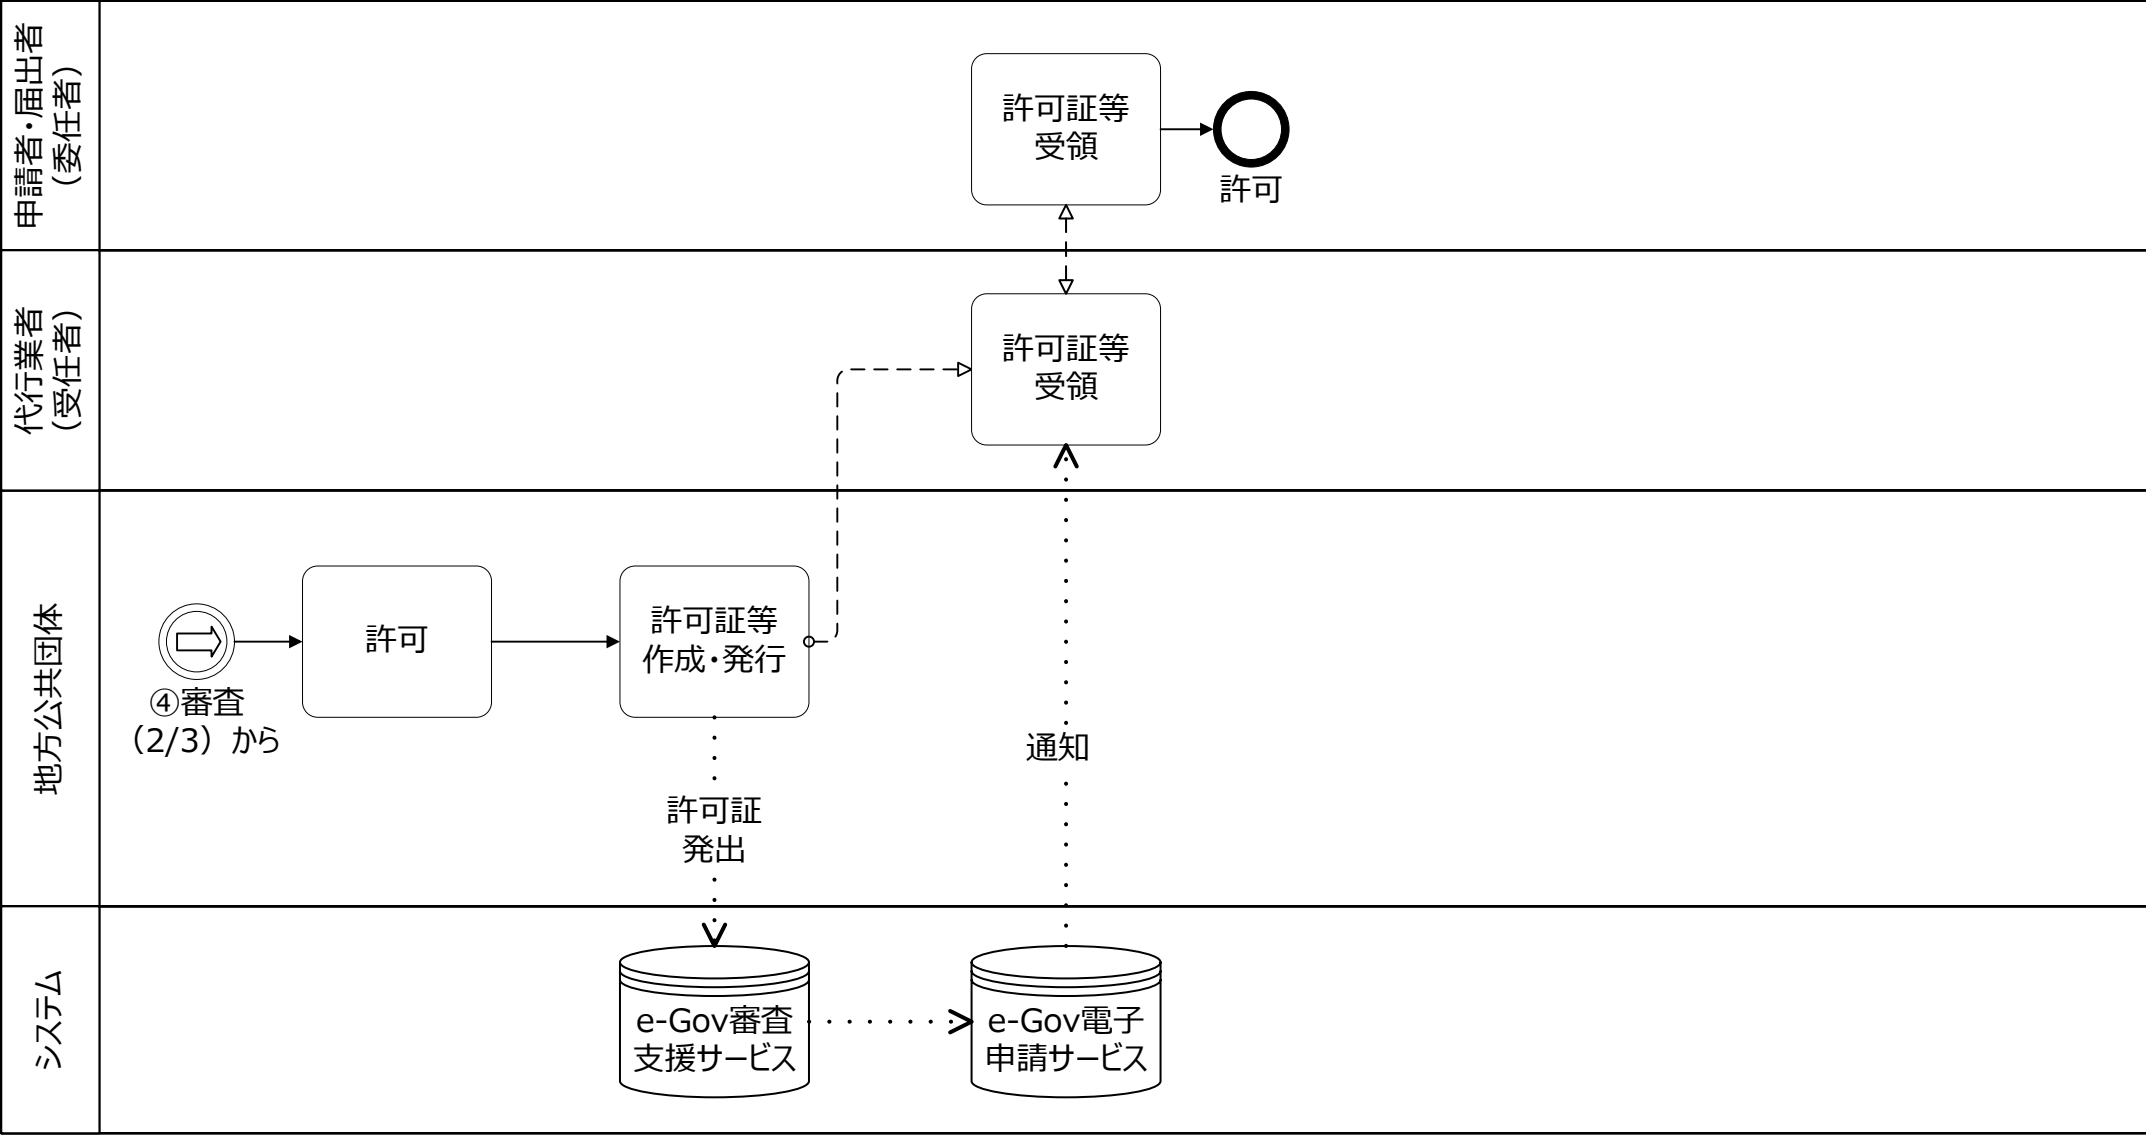 申請者・届出者
（委任者）
許可証等
受領
許可
代行業者
（受任者）
許可証等
受領
地方公共団体
④審査
（2/3）から
許可
許可証等
作成・発行
許可証
発出
通知
システム
e-Gov審査
支援サービス
e-Gov電子
申請サービス